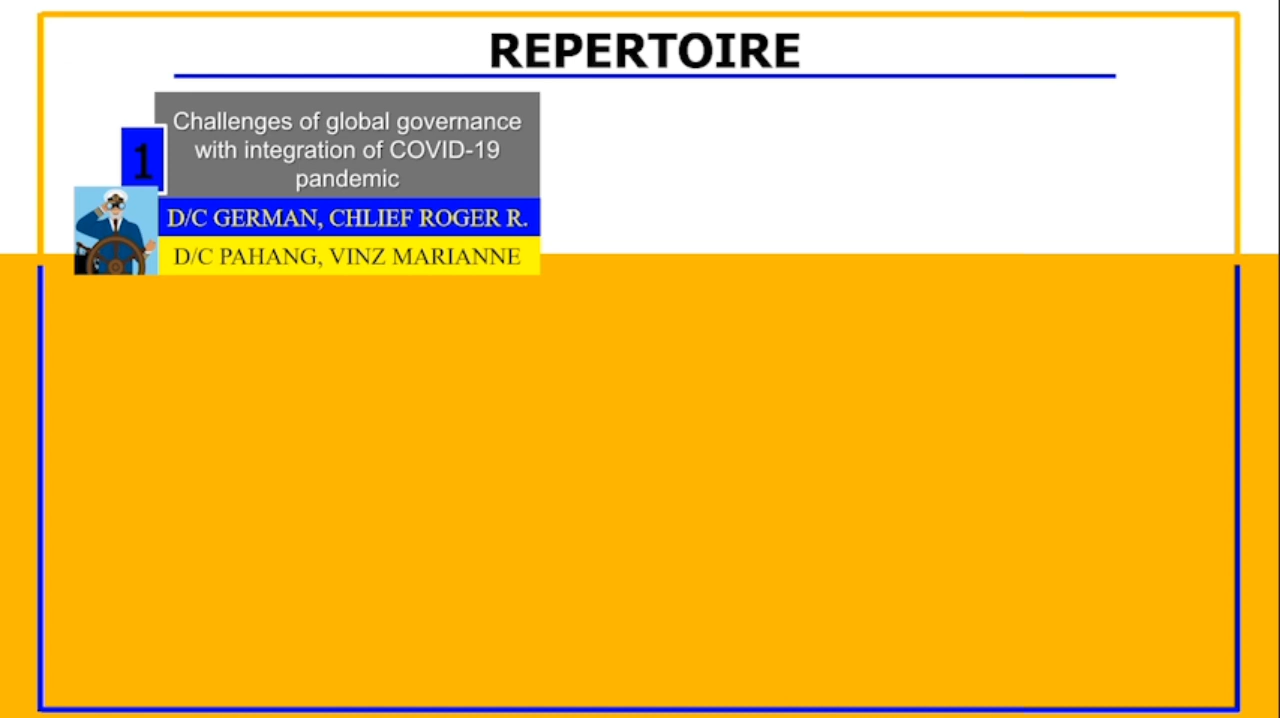 REPERTOIRE
Challenges of global governance
with integration of COVID-19
pandemic
1
D/C GERMAN, CHLIEF ROGER R.
D/C PAHANG, VINZ MARIANNE